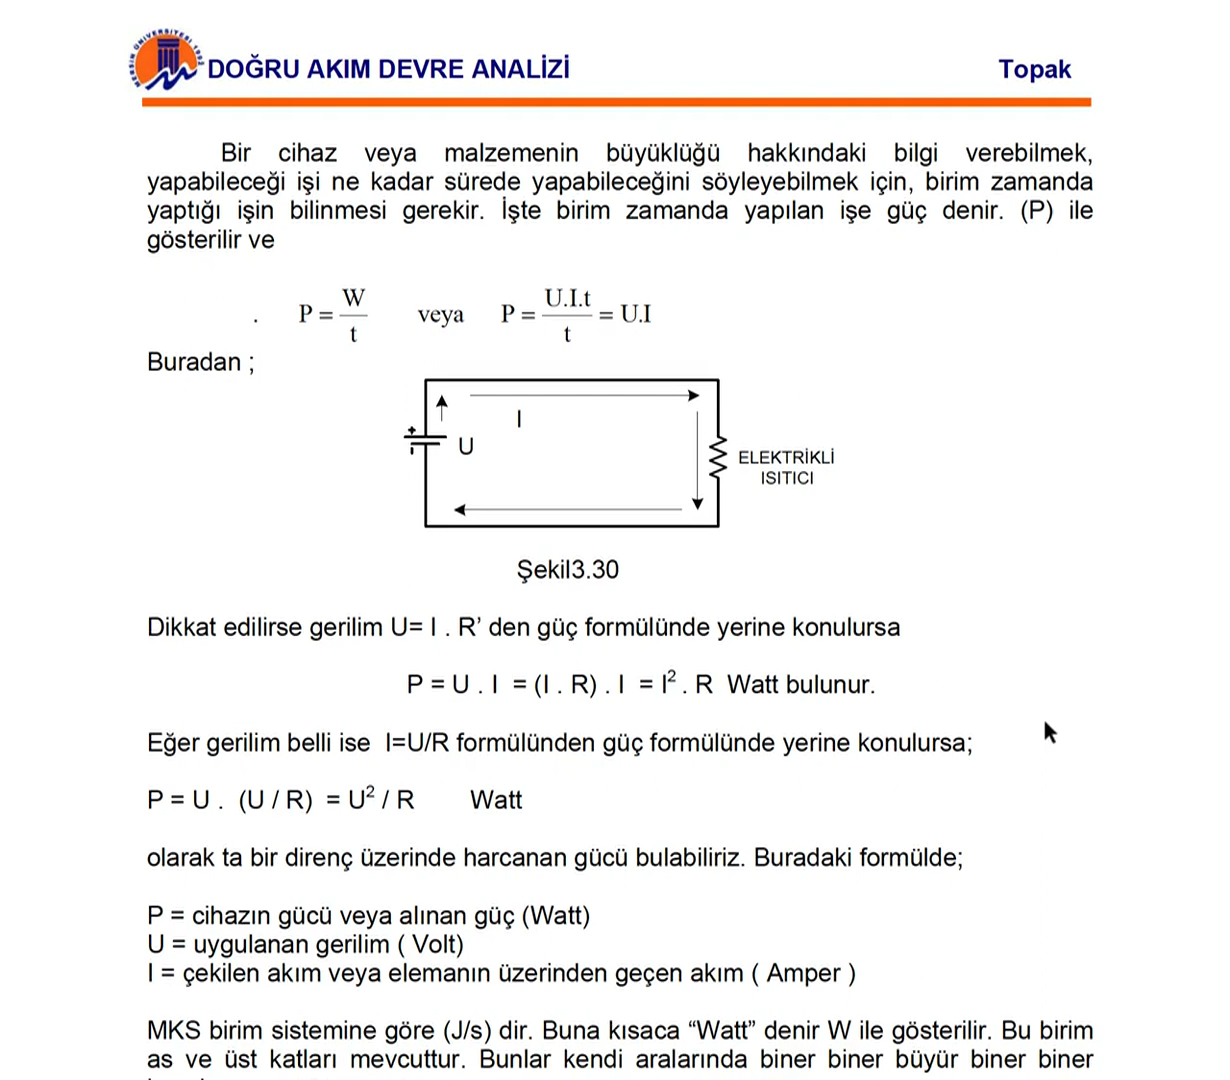 MERSİN ÜNİVERSİTESİ 1992
DOĞRU AKIM DEVRE ANALİZİ Topak
Bir cihaz veya malzemenin büyüklüğü hakkındaki bilgi verebilmek,
yapabileceği işi ne kadar sürede yapabileceğini söyleyebilmek için, birim zamanda
yaptığı işin bilinmesi gerekir. İşte birim zamanda yapılan işe güç denir. (P) ile
gösterilir ve
. P = W / t veya P = U.I.t / t = U.I
Buradan ;
I
+
U
-
ELEKTRİKLİ
ISITICI
Şekil3.30
Dikkat edilirse gerilim U= I . R’ den güç formülünde yerine konulursa
P = U . I = (I . R) . I = I² . R Watt bulunur.
Eğer gerilim belli ise I=U/R formülünden güç formülünde yerine konulursa;
P = U . (U / R) = U² / R Watt
olarak ta bir direnç üzerinde harcanan gücü bulabiliriz. Buradaki formülde;
P = cihazın gücü veya alınan güç (Watt)
U = uygulanan gerilim ( Volt)
I = çekilen akım veya elemanın üzerinden geçen akım ( Amper )
MKS birim sistemine göre (J/s) dir. Buna kısaca “Watt” denir W ile gösterilir. Bu birim
as ve üst katları mevcuttur. Bunlar kendi aralarında biner biner büyür biner biner